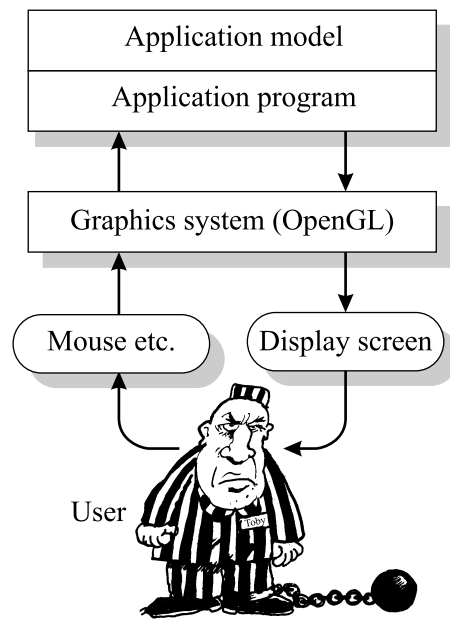 Application model
Application program
Graphics system (OpenGL)
Mouse etc.
Display screen
User
Toby